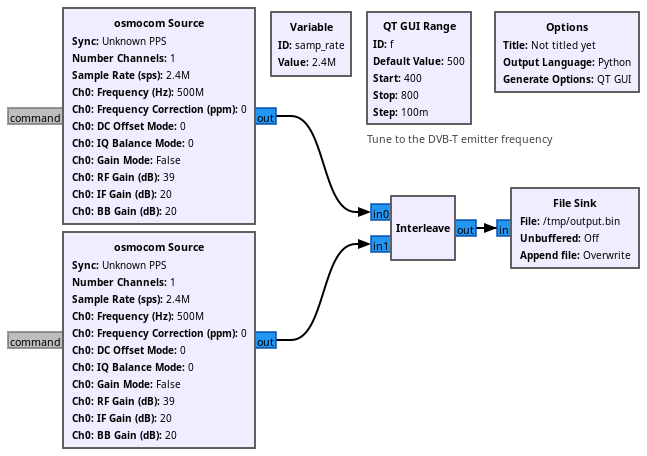 osmocom Source
Sync: Unknown PPS
Number Channels: 1
Sample Rate (sps): 2.4M
Ch0: Frequency (Hz): 500M
Ch0: Frequency Correction (ppm): 0
Ch0: DC Offset Mode: 0
Ch0: IQ Balance Mode: 0
Ch0: Gain Mode: False
Ch0: RF Gain (dB): 39
Ch0: IF Gain (dB): 20
Ch0: BB Gain (dB): 20
command
out
Variable
ID: samp_rate
Value: 2.4M
QT GUI Range
ID: f
Default Value: 500
Start: 400
Stop: 800
Step: 100m
Tune to the DVB-T emitter frequency
Options
Title: Not titled yet
Output Language: Python
Generate Options: QT GUI
osmocom Source
Sync: Unknown PPS
Number Channels: 1
Sample Rate (sps): 2.4M
Ch0: Frequency (Hz): 500M
Ch0: Frequency Correction (ppm): 0
Ch0: DC Offset Mode: 0
Ch0: IQ Balance Mode: 0
Ch0: Gain Mode: False
Ch0: RF Gain (dB): 39
Ch0: IF Gain (dB): 20
Ch0: BB Gain (dB): 20
command
out
in0
in1
Interleave
out
in
File Sink
File: /tmp/output.bin
Unbuffered: Off
Append file: Overwrite